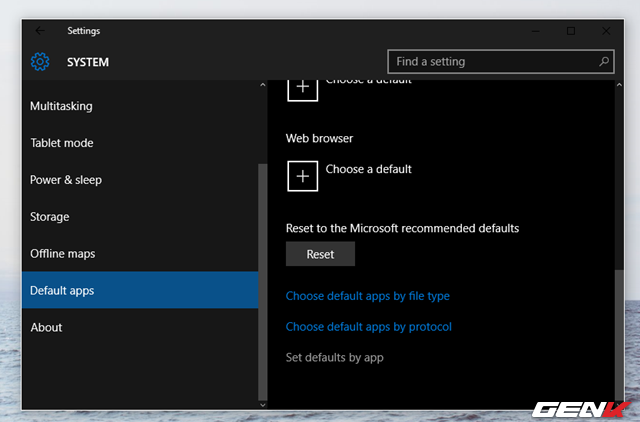 Settings
SYSTEM
Find a setting
Multitasking
Tablet mode
Power & sleep
Storage
Offline maps
Default apps
About
Choose a default
Web browser
Choose a default
Reset to the Microsoft recommended defaults
Reset
Choose default apps by file type
Choose default apps by protocol
Set defaults by app
GENK